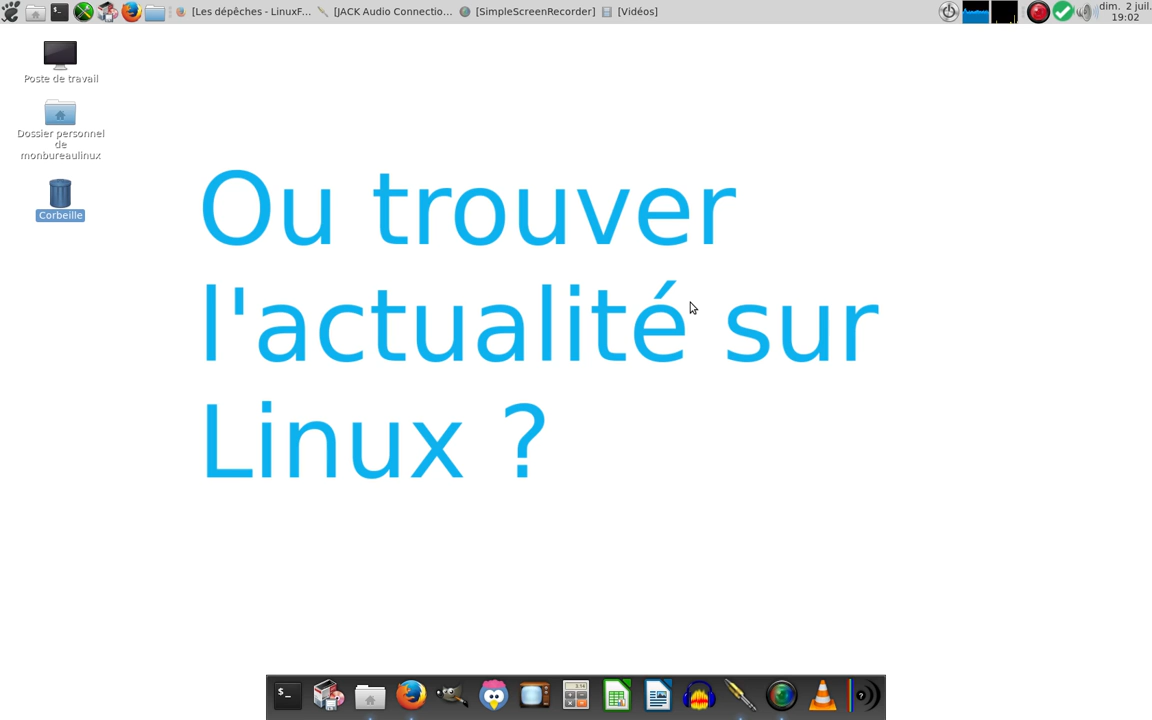 [Les dépêches - LinuxF... [JACK Audio Connectio... [SimpleScreenRecorder] [Vidéos] dim. 2 juil.
19:02
Poste de travail
Dossier personnel
de
monbureaulinux
Corbeille
Ou trouver
l'actualité sur
Linux ?